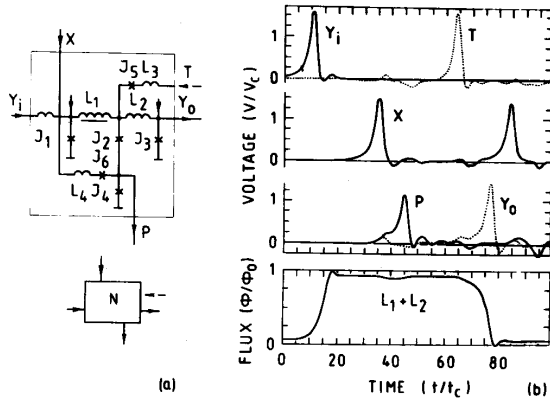 (a)
X
J5 L3
T
Yi
L1
L2
Yo
J1
J2
J3
J6
L4
J4
P
N
(a)
VOLTAGE (V/Vc)
1
0
Yi
T
1
0
X
1
0
P
Yo
FLUX (Φ/Φ0)
1
0
L1 + L2
0 20 40 60 80
TIME (t/tc)
(b)